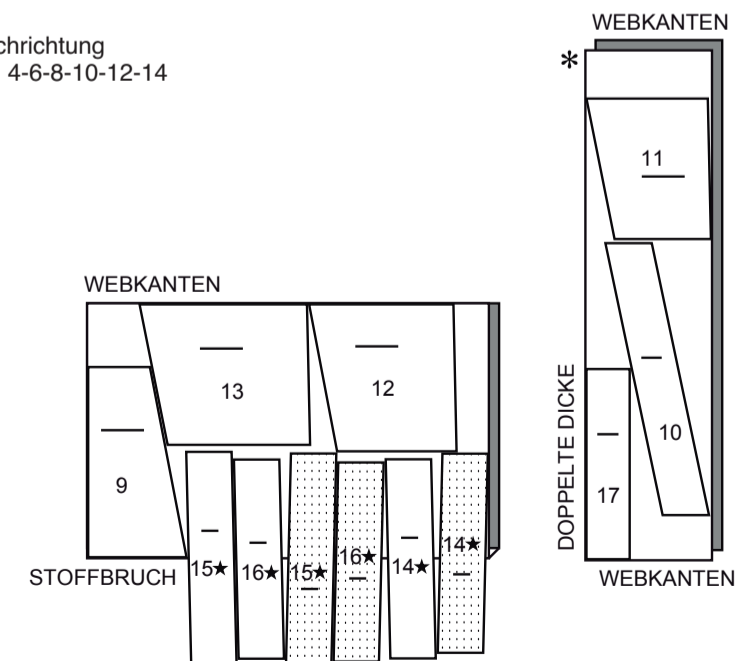 chrichtung
4-6-8-10-12-14
WEBKANTEN
*
11
10
17
DOPPELTE DICKE
WEBKANTEN
WEBKANTEN
13
12
9
15★
16★
15★
16★
14★
14★
STOFFBRUCH